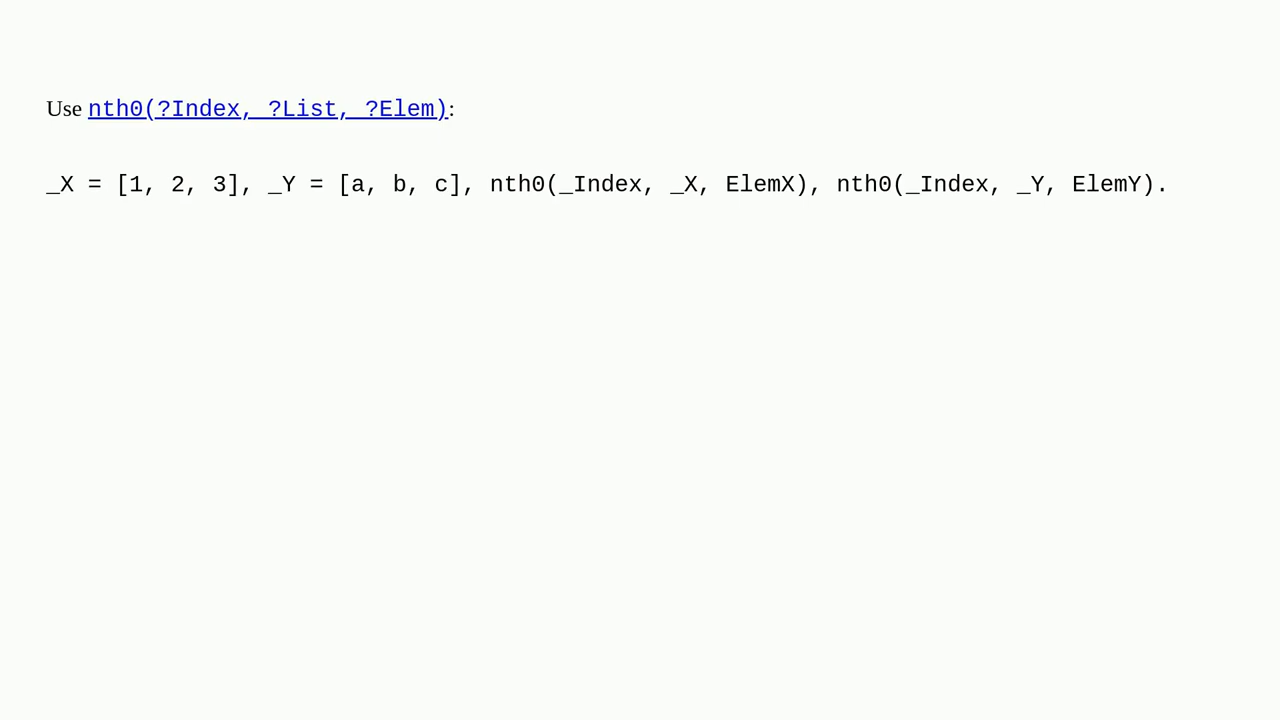 Use nth0(?Index, ?List, ?Elem):
_X = [1, 2, 3], _Y = [a, b, c], nth0(_Index, _X, ElemX), nth0(_Index, _Y, ElemY).